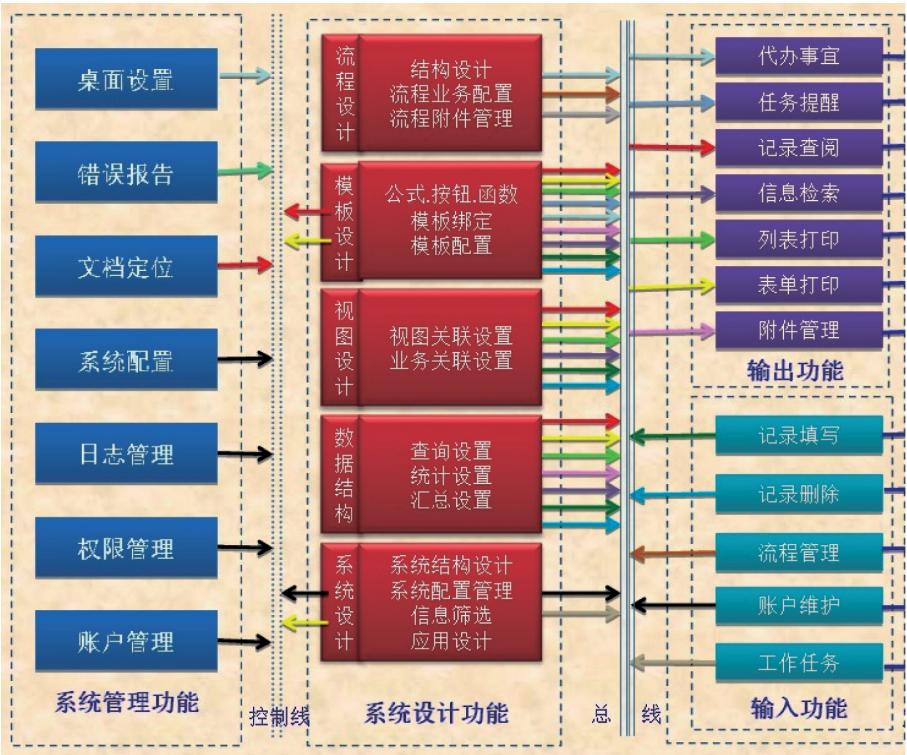 桌面设置
错误报告
文档定位
系统配置
日志管理
权限管理
账户管理
系统管理功能
控制线
流程设计
结构设计
流程业务配置
流程附件管理
模板设计
公式.按钮.函数
模板绑定
模板配置
视图设计
视图关联设置
业务关联设置
数据结构
查询设置
统计设置
汇总设置
系统设计
系统结构设计
系统配置管理
信息筛选
应用设计
系统设计功能
总线
代办事宜
任务提醒
记录查阅
信息检索
列表打印
表单打印
附件管理
输出功能
记录填写
记录删除
流程管理
账户维护
工作任务
输入功能